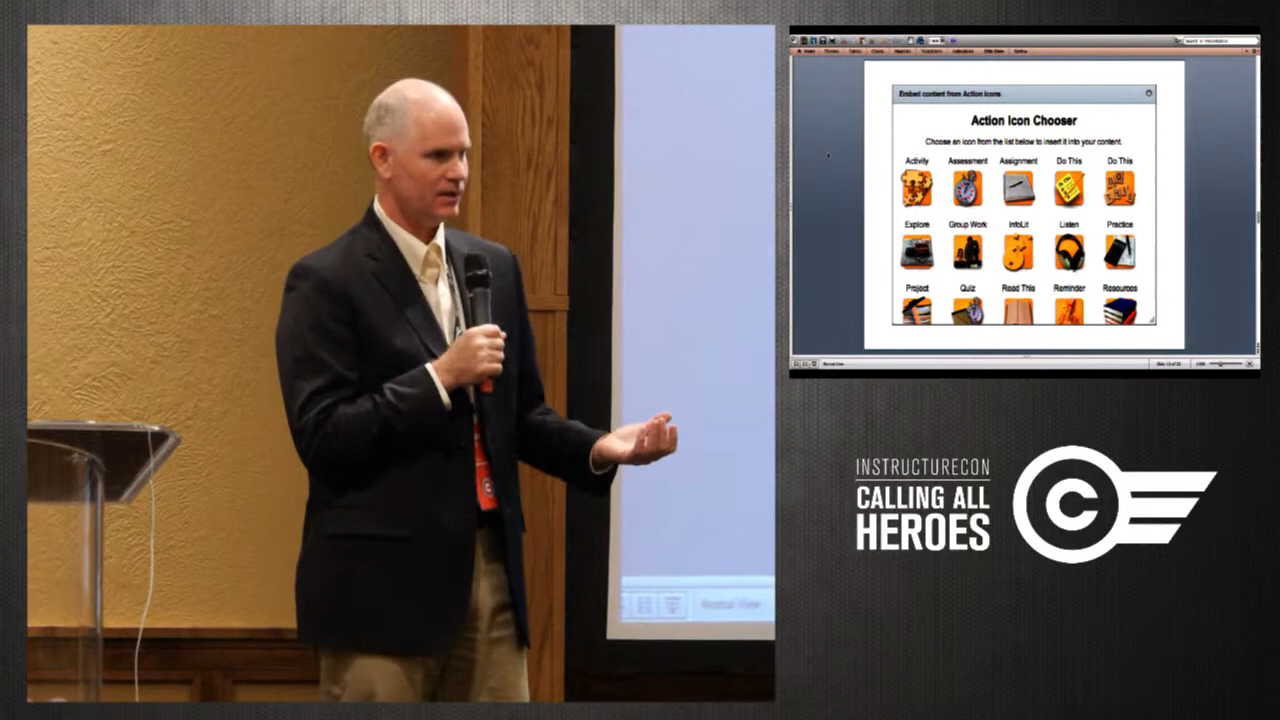 Embed content from Action Icons
Action Icon Chooser
Choose an icon from the list below to insert it into your content.
Activity Assessment Assignment Do This Do This
Explore Group Work InfoLit Listen Practice
Project Quiz Read This Reminder Resources
INSTRUCTURECON
CALLING ALL
HEROES
C